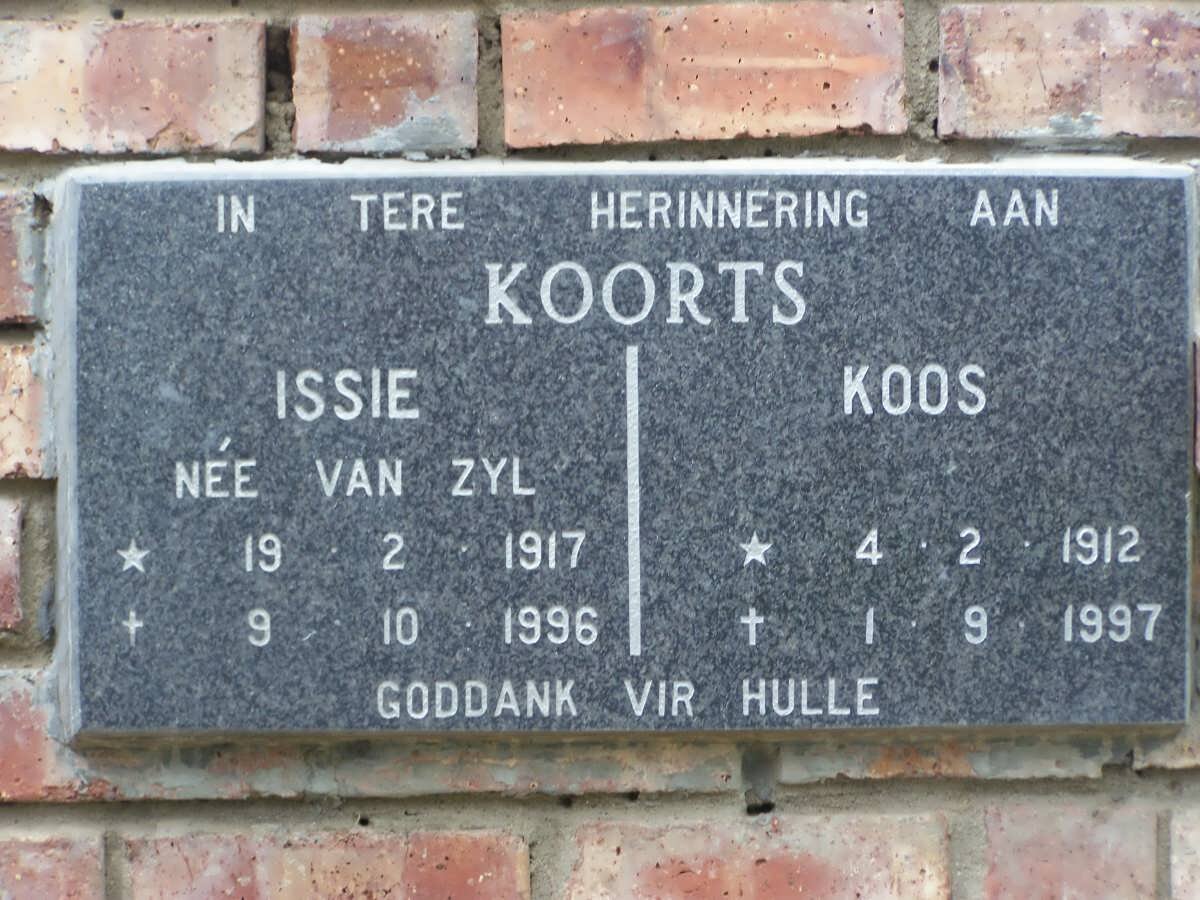 IN TERE HERINNERING AAN
KOORTS
ISSIE
NÉE VAN ZYL
★ 19 · 2 · 1917
† 9 · 10 · 1996
KOOS
★ 4 · 2 · 1912
† 1 · 9 · 1997
GODDANK VIR HULLE